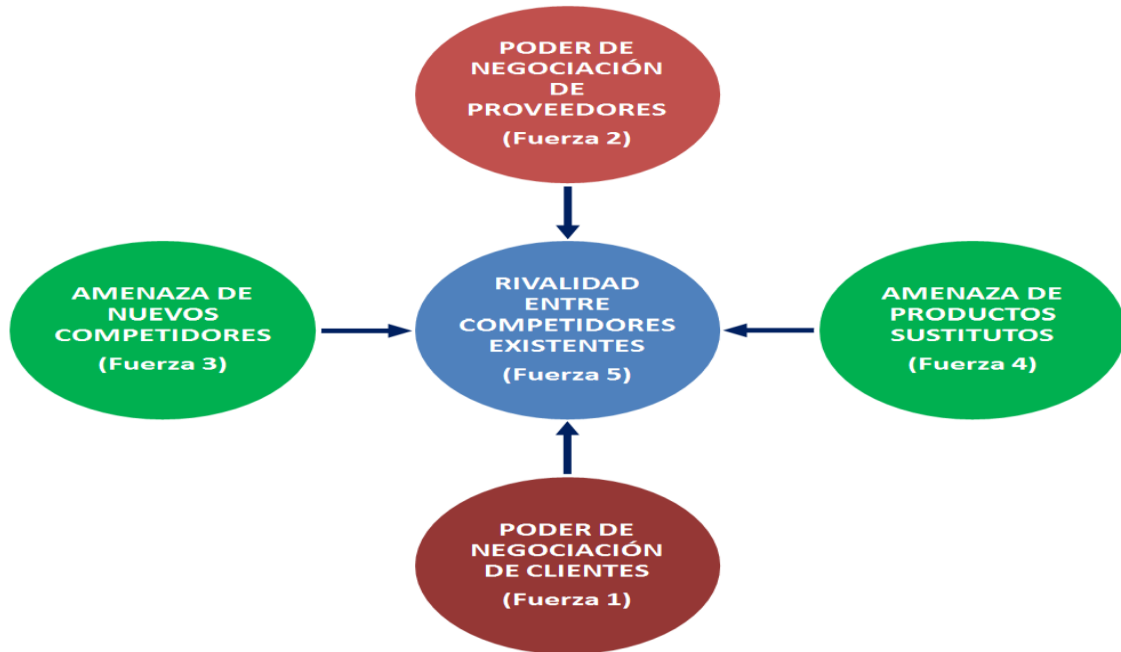 PODER DE
NEGOCIACIÓN
DE
PROVEEDORES
(Fuerza 2)
AMENAZA DE
NUEVOS
COMPETIDORES
(Fuerza 3)
RIVALIDAD
ENTRE
COMPETIDORES
EXISTENTES
(Fuerza 5)
AMENAZA DE
PRODUCTOS
SUSTITUTOS
(Fuerza 4)
PODER DE
NEGOCIACIÓN
DE CLIENTES
(Fuerza 1)